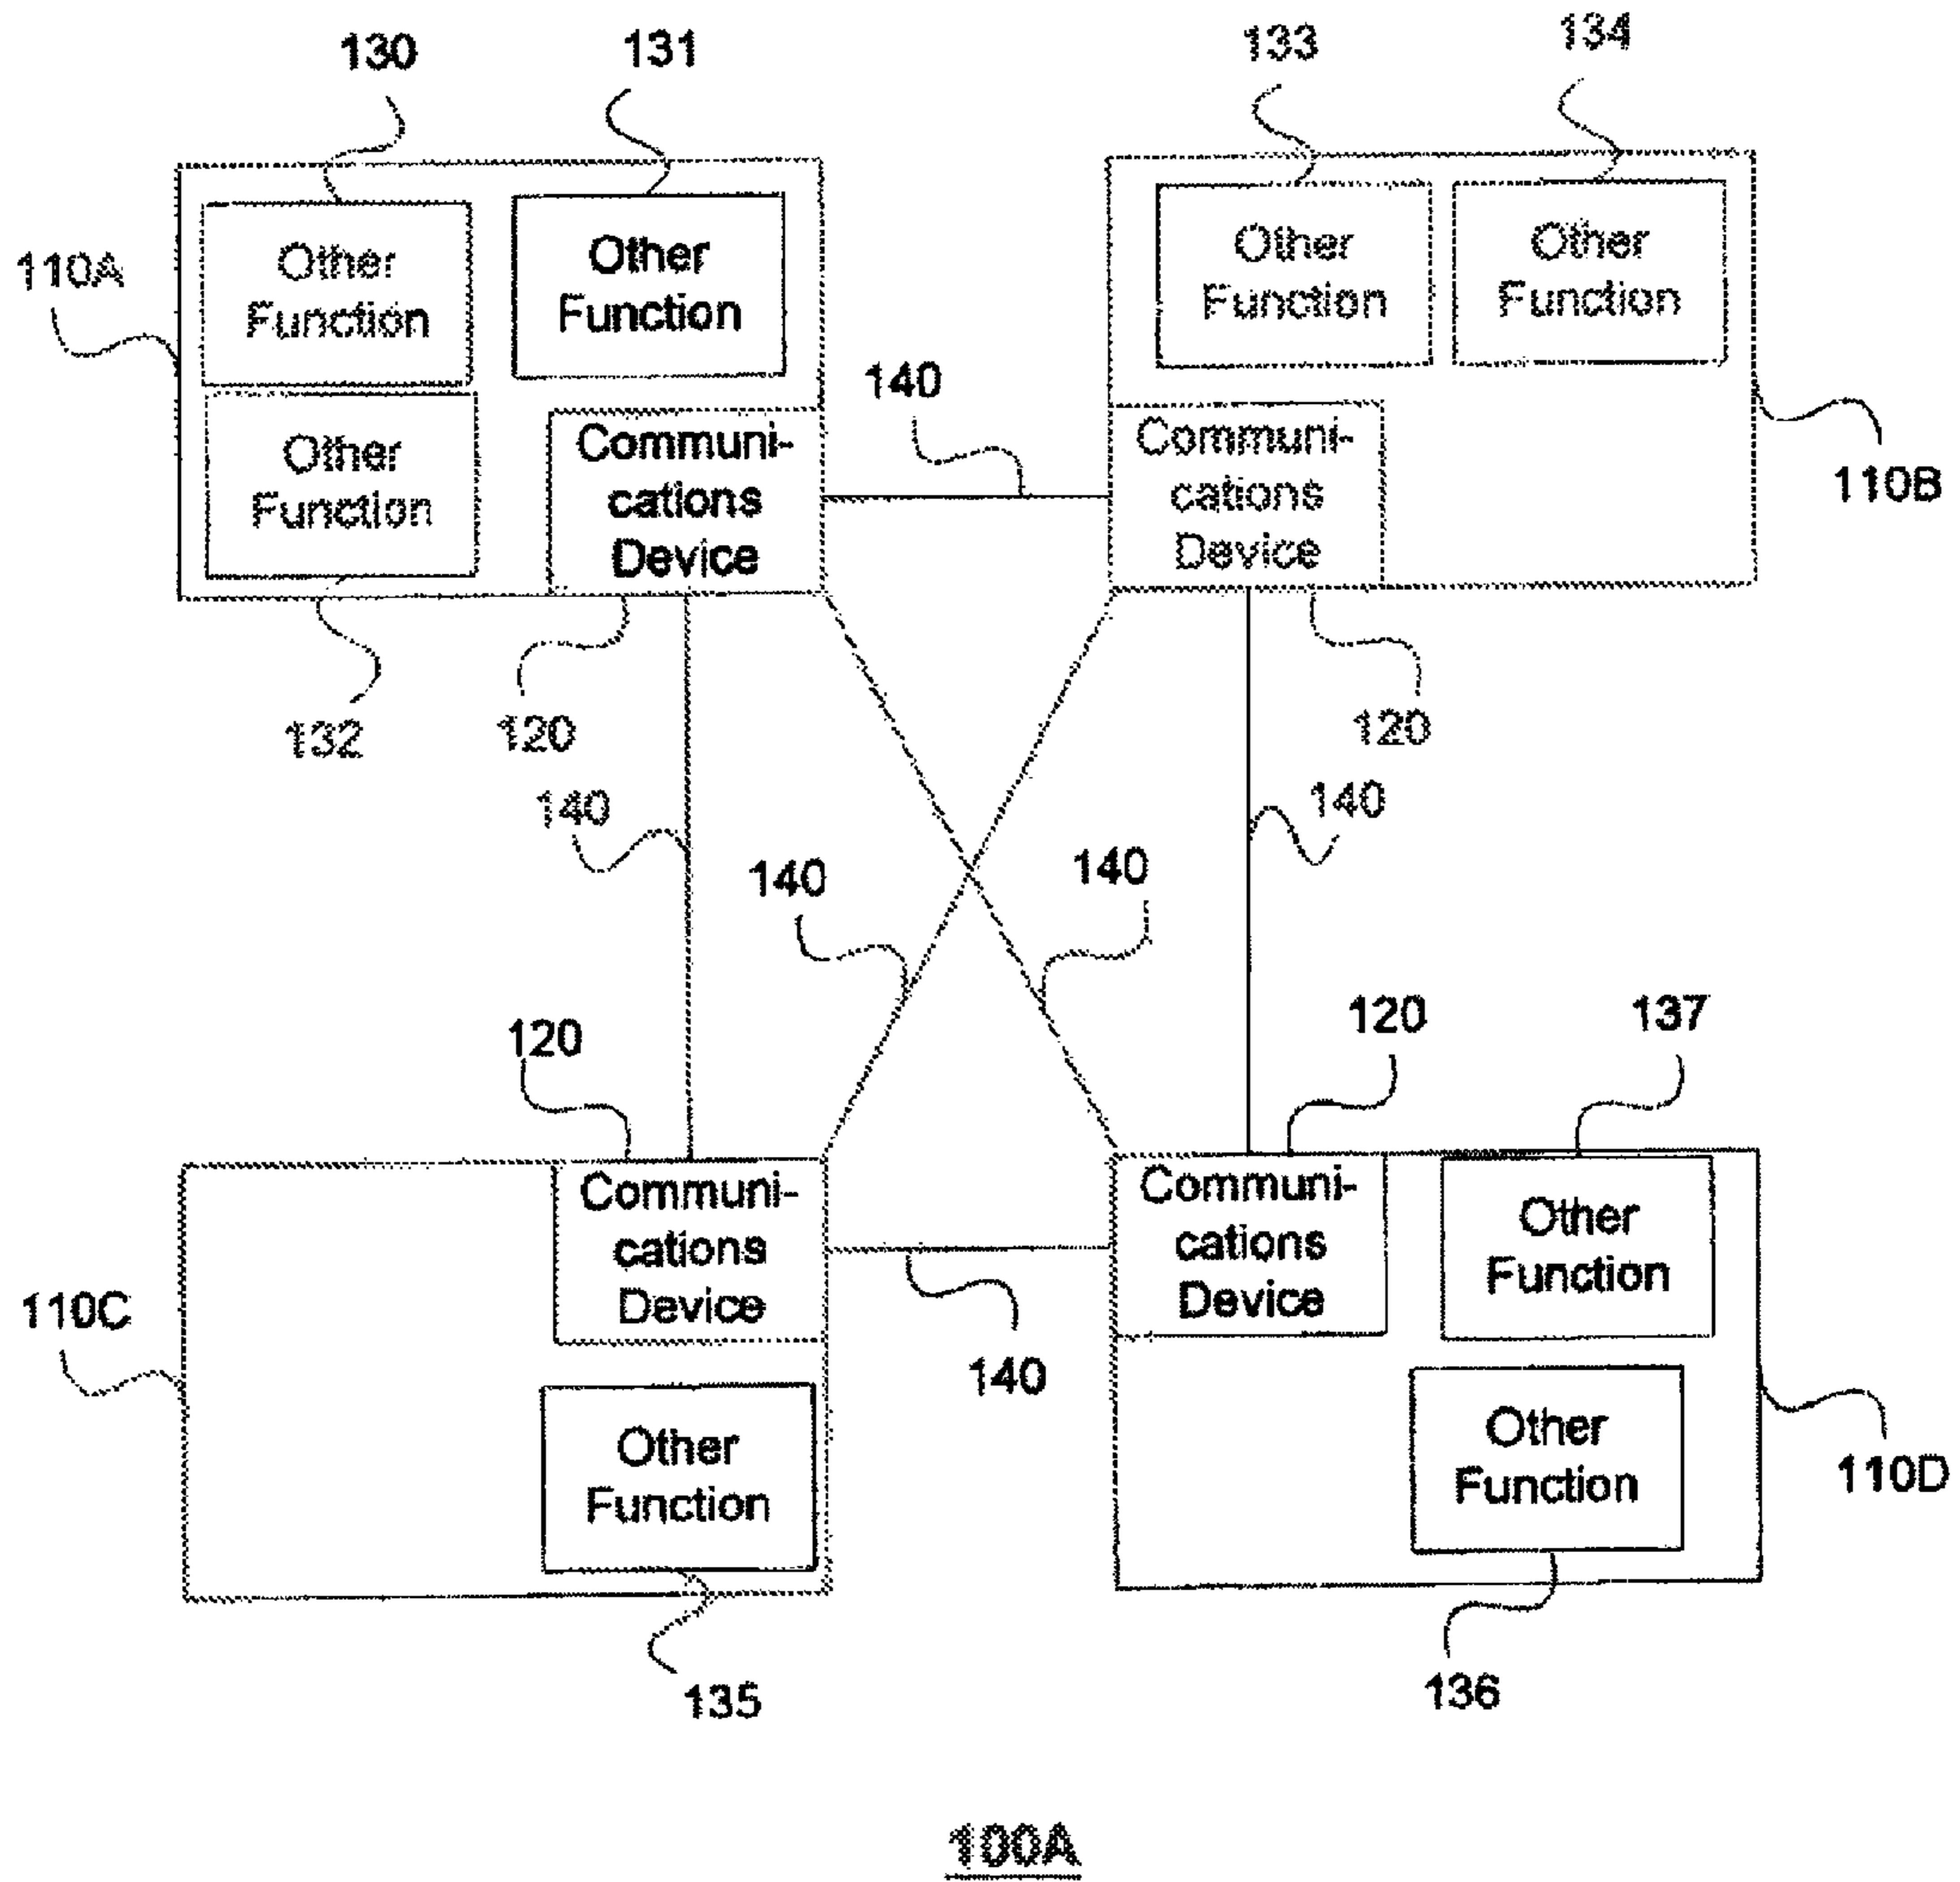 130
131
133
134
110A
Other
Function
Other
Function
Other
Function
Other
Function
140
Other
Function
Communi-
cations
Device
Communi-
cations
Device
110B
132
120
120
140
140
140
140
120
120
137
Communi-
cations
Device
Communi-
cations
Device
Other
Function
110C
140
Other
Function
Other
Function
110D
135
136
100A